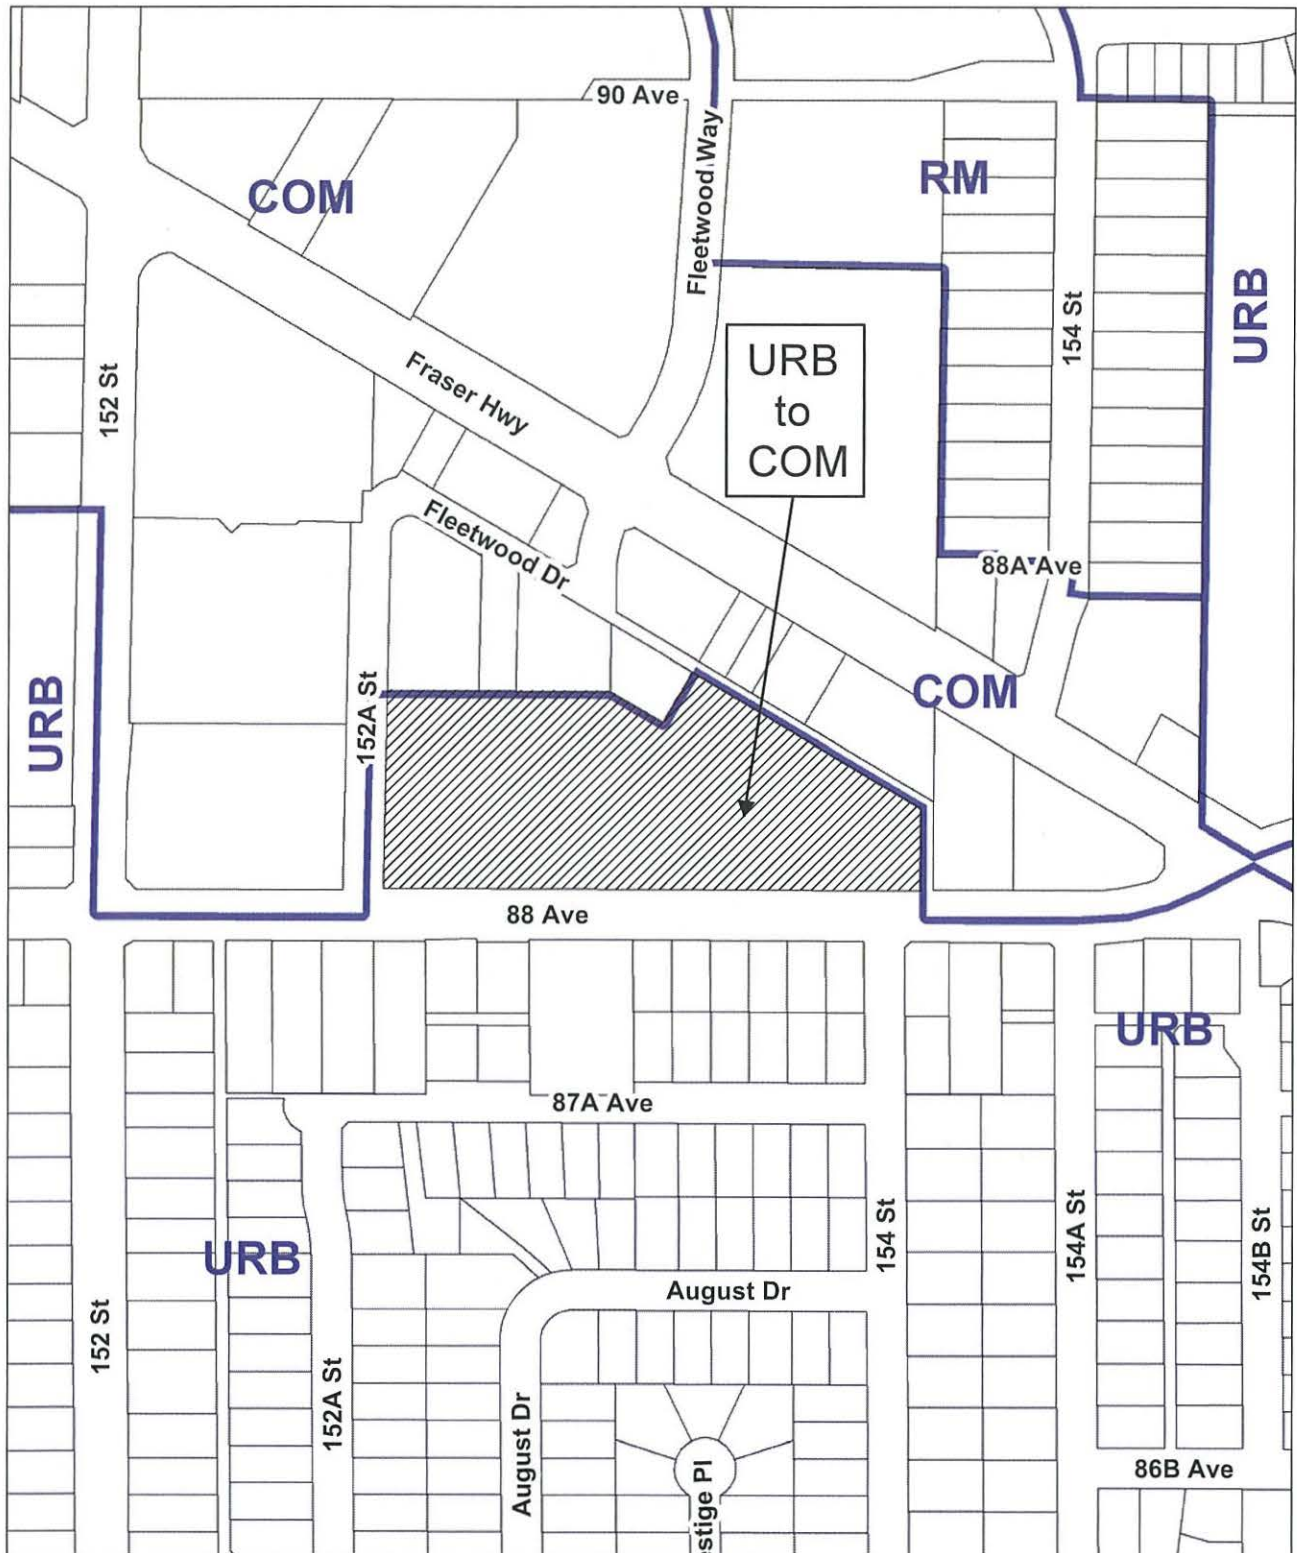 90 Ave
COM
Fleetwood Way
RM
URB
154 St
152 St
Fraser Hwy
URB
to
COM
Fleetwood Dr
88A Ave
URB
152A St
COM
88 Ave
URB
87A Ave
URB
154 St
154A St
154B St
August Dr
152 St
152A St
August Dr
estige Pl
86B Ave